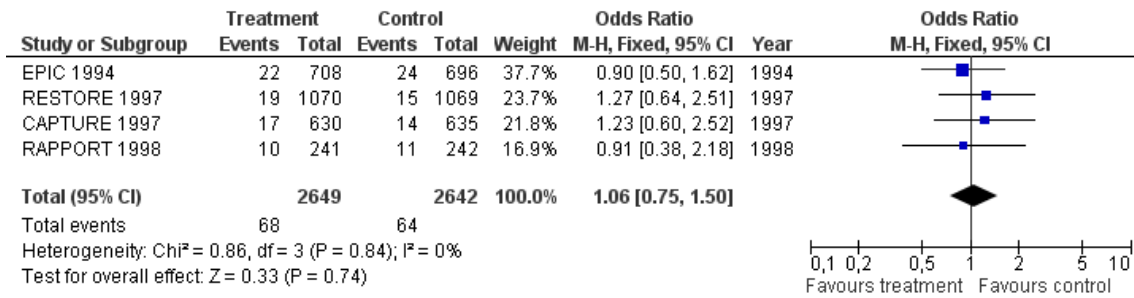 Treatment Control Odds Ratio Odds Ratio
Study or Subgroup Events Total Events Total Weight M-H, Fixed, 95% CI Year M-H, Fixed, 95% CI
EPIC 1994 22 708 24 696 37.7% 0.90 [0.50, 1.62] 1994
RESTORE 1997 19 1070 15 1069 23.7% 1.27 [0.64, 2.51] 1997
CAPTURE 1997 17 630 14 635 21.8% 1.23 [0.60, 2.52] 1997
RAPPORT 1998 10 241 11 242 16.9% 0.91 [0.38, 2.18] 1998
Total (95% CI) 2649 2642 100.0% 1.06 [0.75, 1.50]
Total events 68 64
Heterogeneity: Chi² = 0.86, df = 3 (P = 0.84); I² = 0%
Test for overall effect: Z = 0.33 (P = 0.74)
0,1 0,2 0,5 1 2 5 10
Favours treatment Favours control